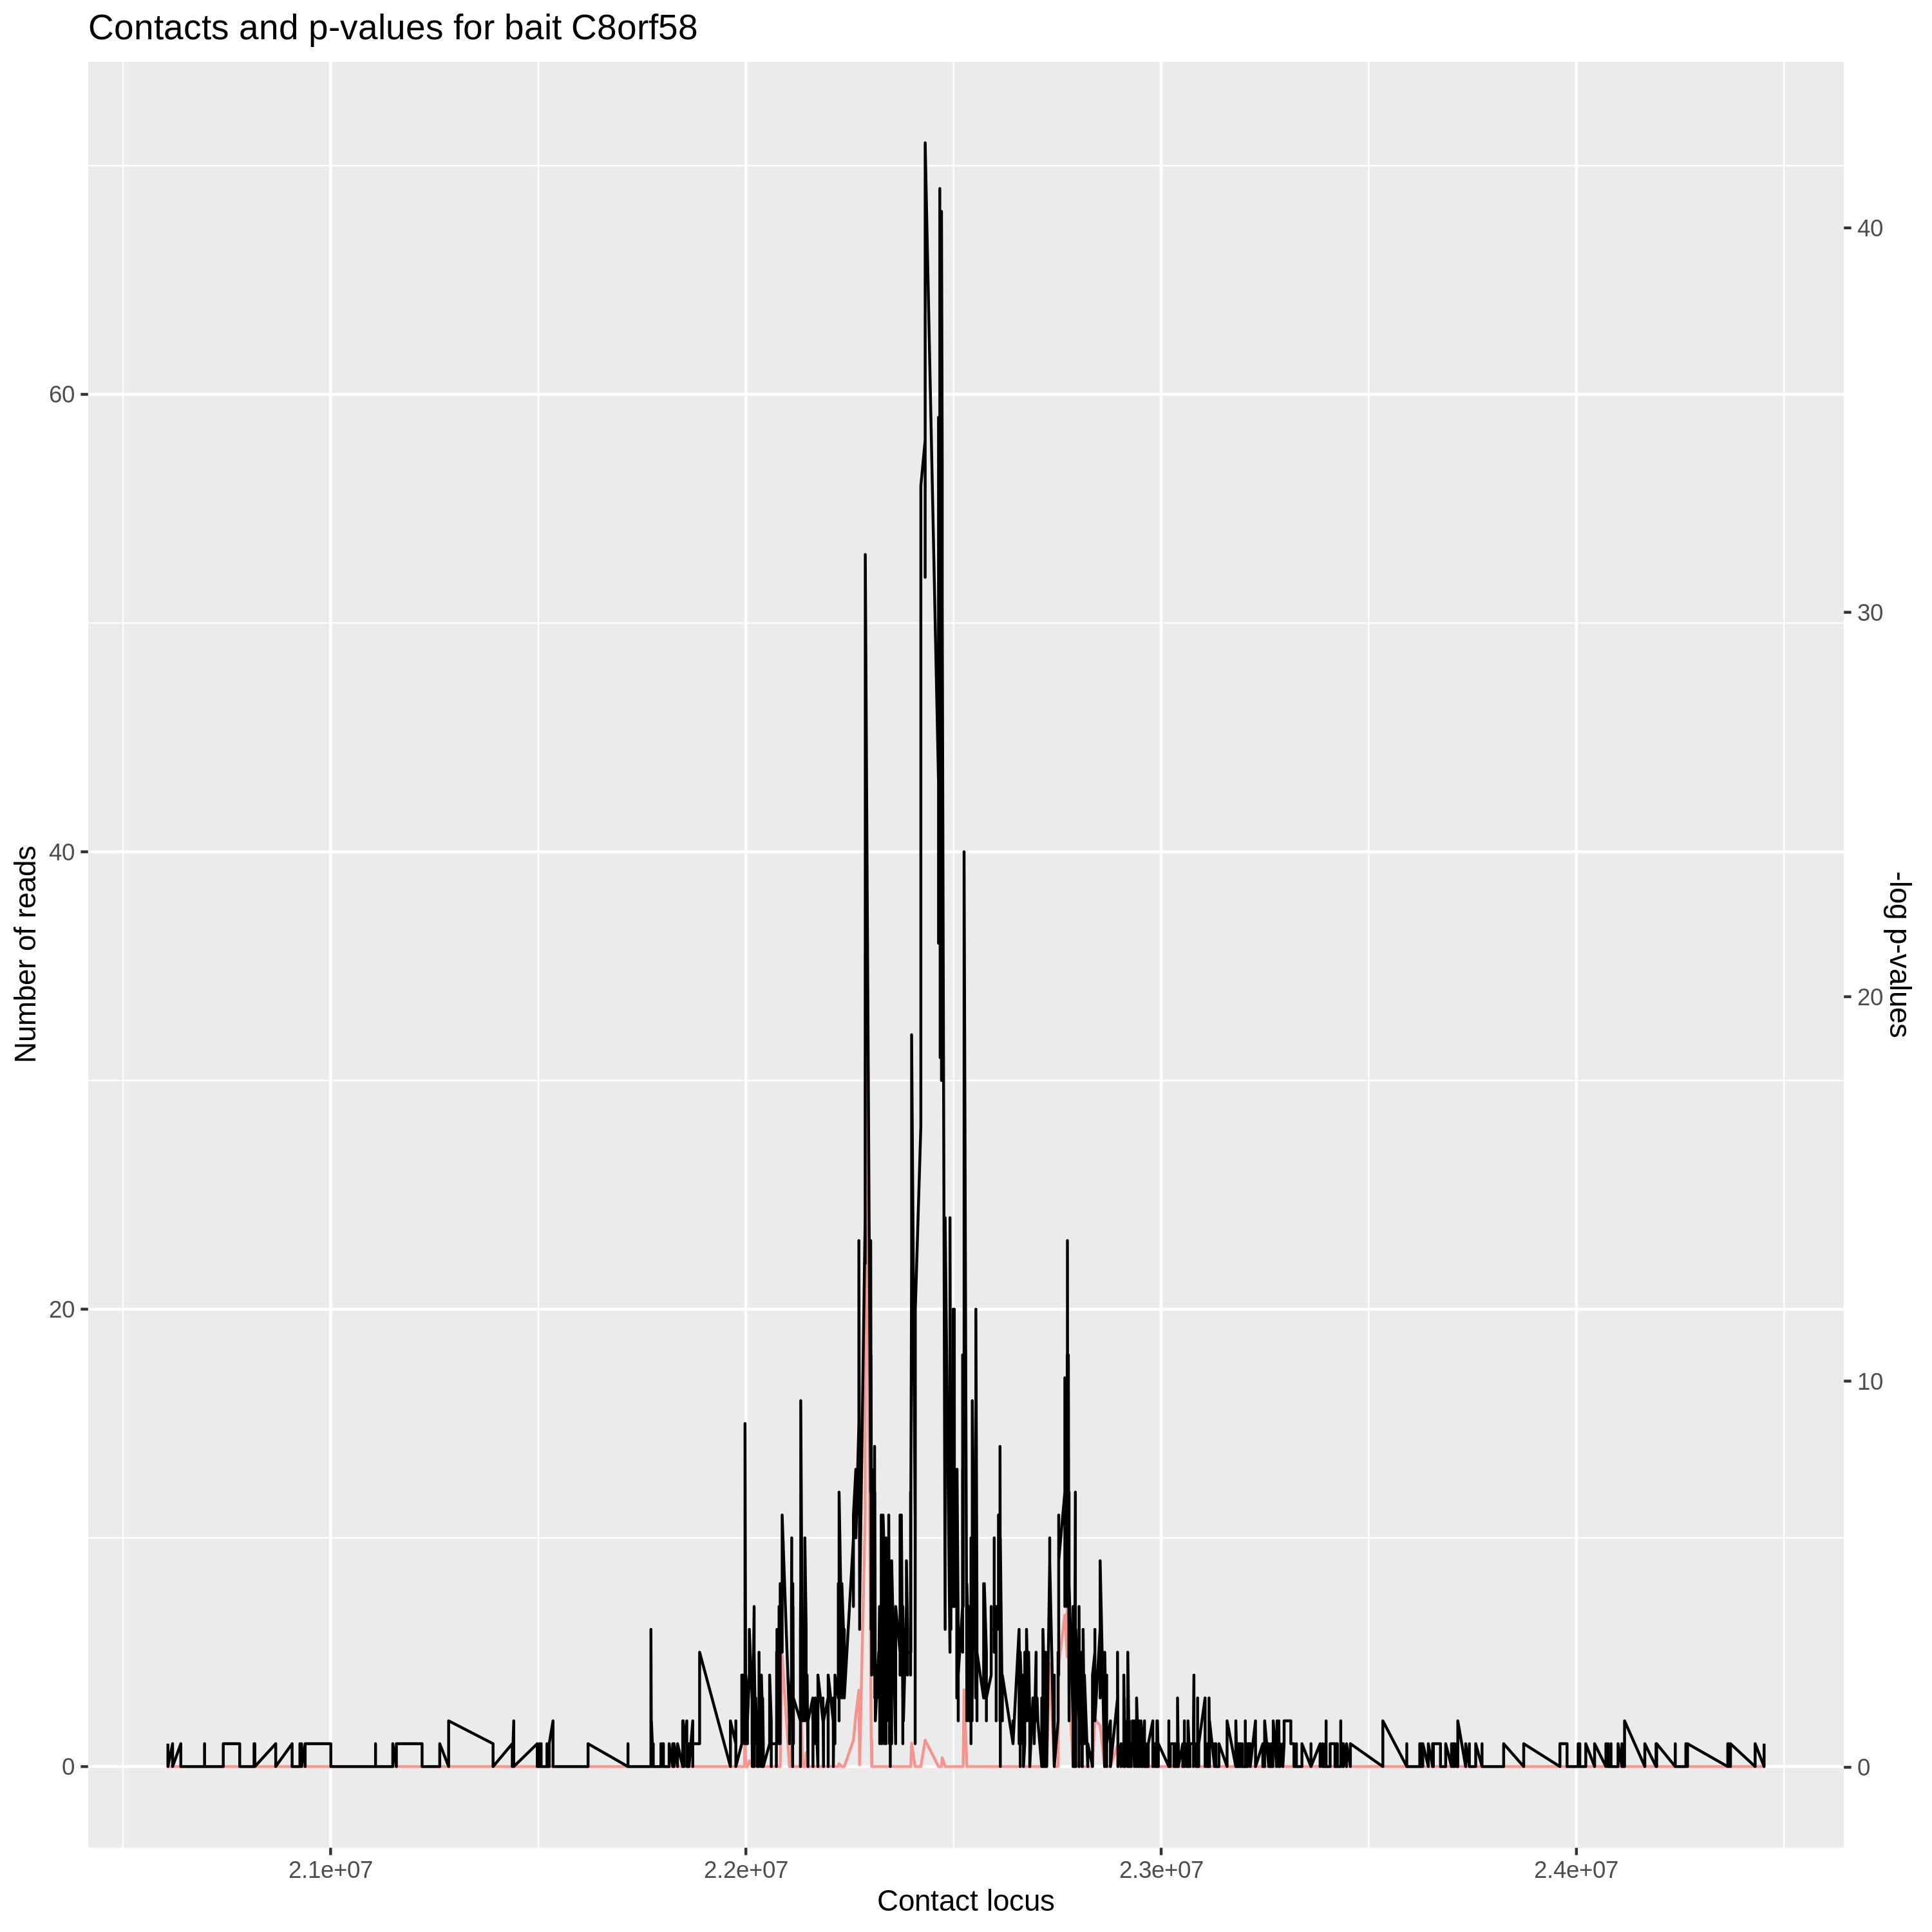 Contacts and p-values for bait C8orf58
60
40
20
0
40
30
20
10
0
Number of reads
-log p-values
2.1e+07
2.2e+07
2.3e+07
2.4e+07
Contact locus